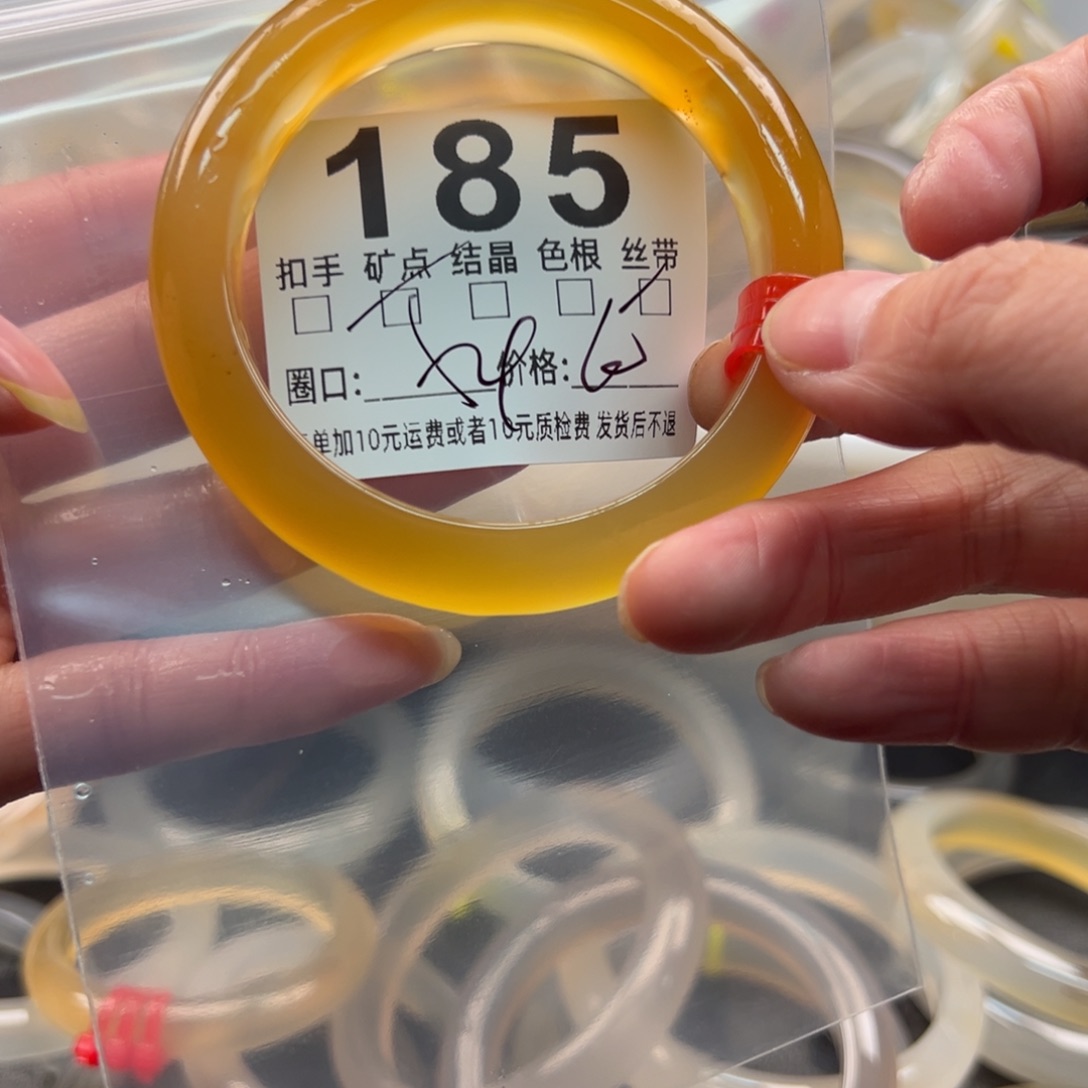 185
扣手 矿点 结晶 色根 丝带
圈口: 价格:
单加10元运费或者10元质检费 发货后不退